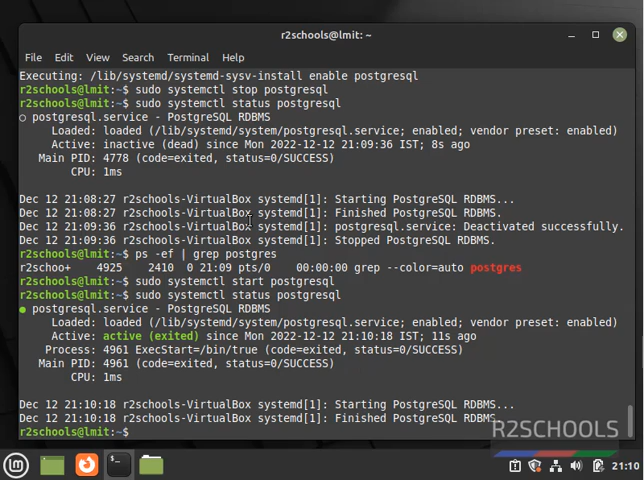 r2schools@lmit: ~
File Edit View Search Terminal Help
Executing: /lib/systemd/systemd-sysv-install enable postgresql
r2schools@lmit:~$ sudo systemctl stop postgresql
r2schools@lmit:~$ sudo systemctl status postgresql
○ postgresql.service - PostgreSQL RDBMS
Loaded: loaded (/lib/systemd/system/postgresql.service; enabled; vendor preset: enabled)
Active: inactive (dead) since Mon 2022-12-12 21:09:36 IST; 8s ago
Main PID: 4778 (code=exited, status=0/SUCCESS)
CPU: 1ms
Dec 12 21:08:27 r2schools-VirtualBox systemd[1]: Starting PostgreSQL RDBMS...
Dec 12 21:08:27 r2schools-VirtualBox systemd[1]: Finished PostgreSQL RDBMS.
Dec 12 21:09:36 r2schools-VirtualBox systemd[1]: postgresql.service: Deactivated successfully.
Dec 12 21:09:36 r2schools-VirtualBox systemd[1]: Stopped PostgreSQL RDBMS.
r2schools@lmit:~$ ps -ef | grep postgres
r2schoo+ 4925 2410 0 21:09 pts/0 00:00:00 grep --color=auto postgres
r2schools@lmit:~$ sudo systemctl start postgresql
r2schools@lmit:~$ sudo systemctl status postgresql
● postgresql.service - PostgreSQL RDBMS
Loaded: loaded (/lib/systemd/system/postgresql.service; enabled; vendor preset: enabled)
Active: active (exited) since Mon 2022-12-12 21:10:18 IST; 11s ago
Process: 4961 ExecStart=/bin/true (code=exited, status=0/SUCCESS)
Main PID: 4961 (code=exited, status=0/SUCCESS)
CPU: 1ms
Dec 12 21:10:18 r2schools-VirtualBox systemd[1]: Starting PostgreSQL RDBMS...
Dec 12 21:10:18 r2schools-VirtualBox systemd[1]: Finished PostgreSQL RDBMS.
r2schools@lmit:~$
R2SCHOOLS
21:10